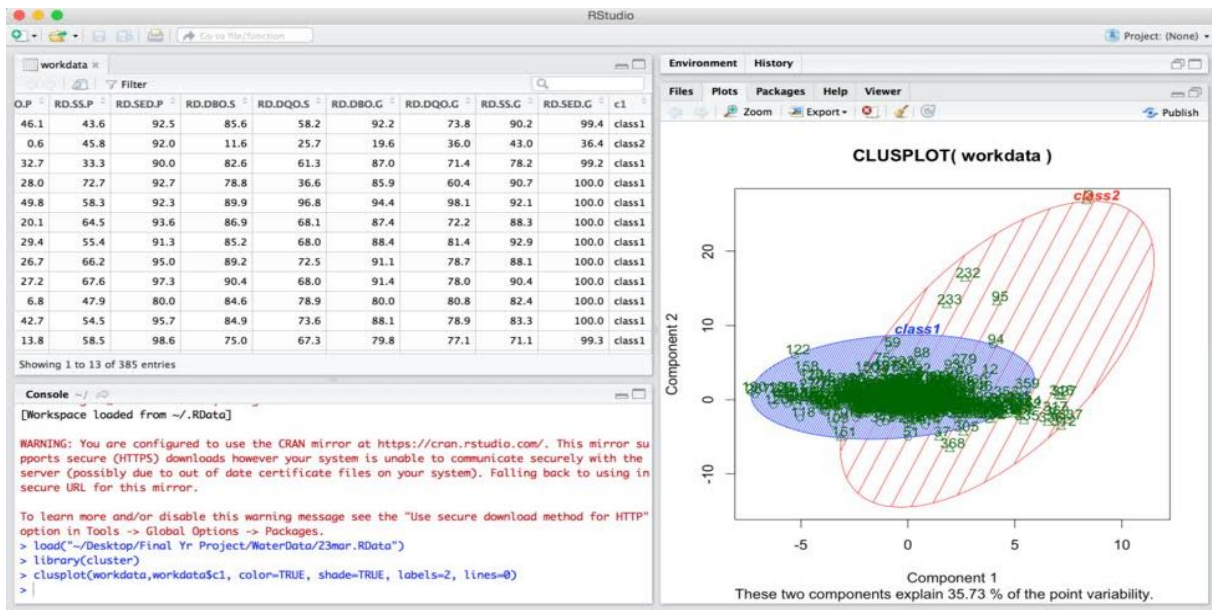 RStudio
Go to file/function
Project: (None)
workdata
Filter
O.P RD.SS.P RD.SED.P RD.DBO.S RD.DQO.S RD.DBO.G RD.DQO.G RD.SS.G RD.SED.G c1
46.1 43.6 92.5 85.6 58.2 92.2 73.8 90.2 99.4 class1
0.6 45.8 92.0 11.6 25.7 19.6 36.0 43.0 36.4 class2
32.7 33.3 90.0 82.6 61.3 87.0 71.4 78.2 99.2 class1
28.0 72.7 92.7 78.8 36.6 85.9 60.4 90.7 100.0 class1
49.8 58.3 92.3 89.9 96.8 94.4 98.1 92.1 100.0 class1
20.1 64.5 93.6 86.9 68.1 87.4 72.2 88.3 100.0 class1
29.4 55.4 91.3 85.2 68.0 88.4 81.4 92.9 100.0 class1
26.7 66.2 95.0 89.2 72.5 91.1 78.7 88.1 100.0 class1
27.2 67.6 97.3 90.4 68.0 91.4 78.0 90.4 100.0 class1
6.8 47.9 80.0 84.6 78.9 80.0 80.8 82.4 100.0 class1
42.7 54.5 95.7 84.9 73.6 88.1 78.9 83.3 100.0 class1
13.8 58.5 98.6 75.0 67.3 79.8 77.1 71.1 99.3 class1
Showing 1 to 13 of 385 entries
Console ~/
[Workspace loaded from ~/.RData]
WARNING: You are configured to use the CRAN mirror at https://cran.rstudio.com/. This mirror su
pports secure (HTTPS) downloads however your system is unable to communicate securely with the
server (possibly due to out of date certificate files on your system). Falling back to using in
secure URL for this mirror.
To learn more and/or disable this warning message see the "Use secure download method for HTTP"
option in Tools -> Global Options -> Packages.
> load("~/Desktop/Final Yr Project/WaterData/23mar.RData")
> library(cluster)
> clusplot(workdata,workdata$c1, color=TRUE, shade=TRUE, labels=2, lines=0)
>
Environment History
Files Plots Packages Help Viewer
Zoom Export Publish
CLUSPLOT( workdata )
class2
232
233 95
class1
94
59
122
88
279
12
359
151
51
37
305
368
Component 2
20
10
0
-10
-5 0 5 10
Component 1
These two components explain 35.73 % of the point variability.